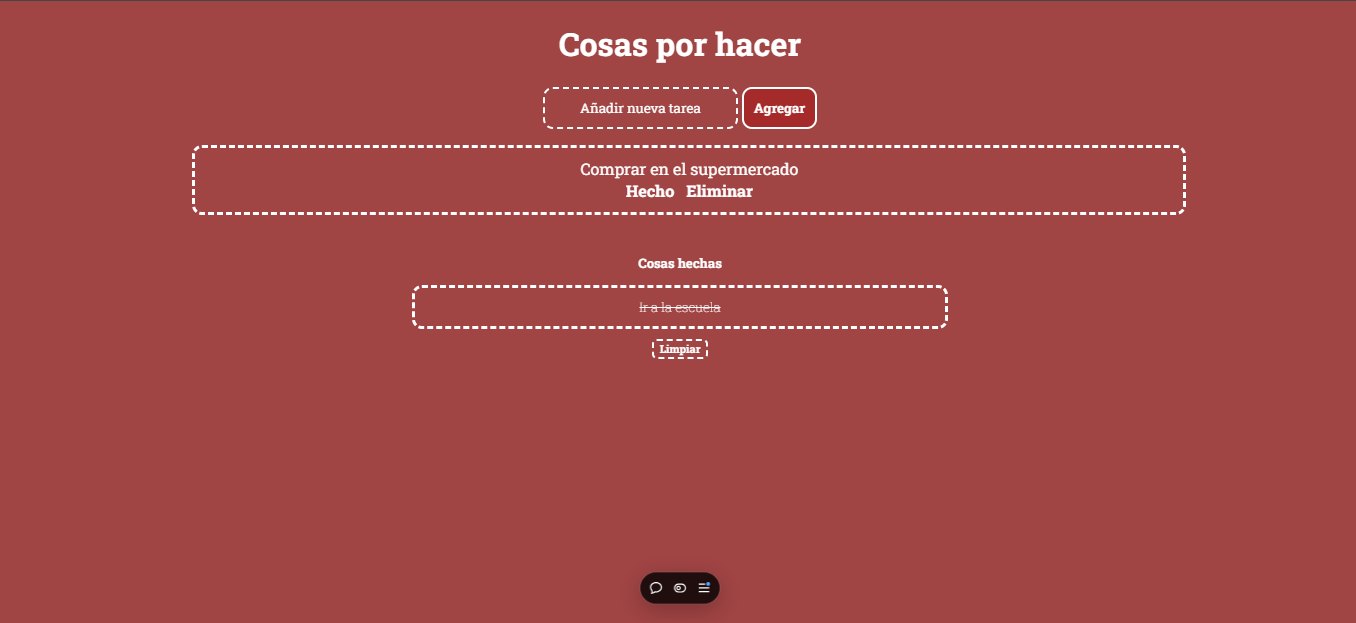 Cosas por hacer
Añadir nueva tarea Agregar
Comprar en el supermercado
Hecho Eliminar
Cosas hechas
Ir a la escuela
Limpiar